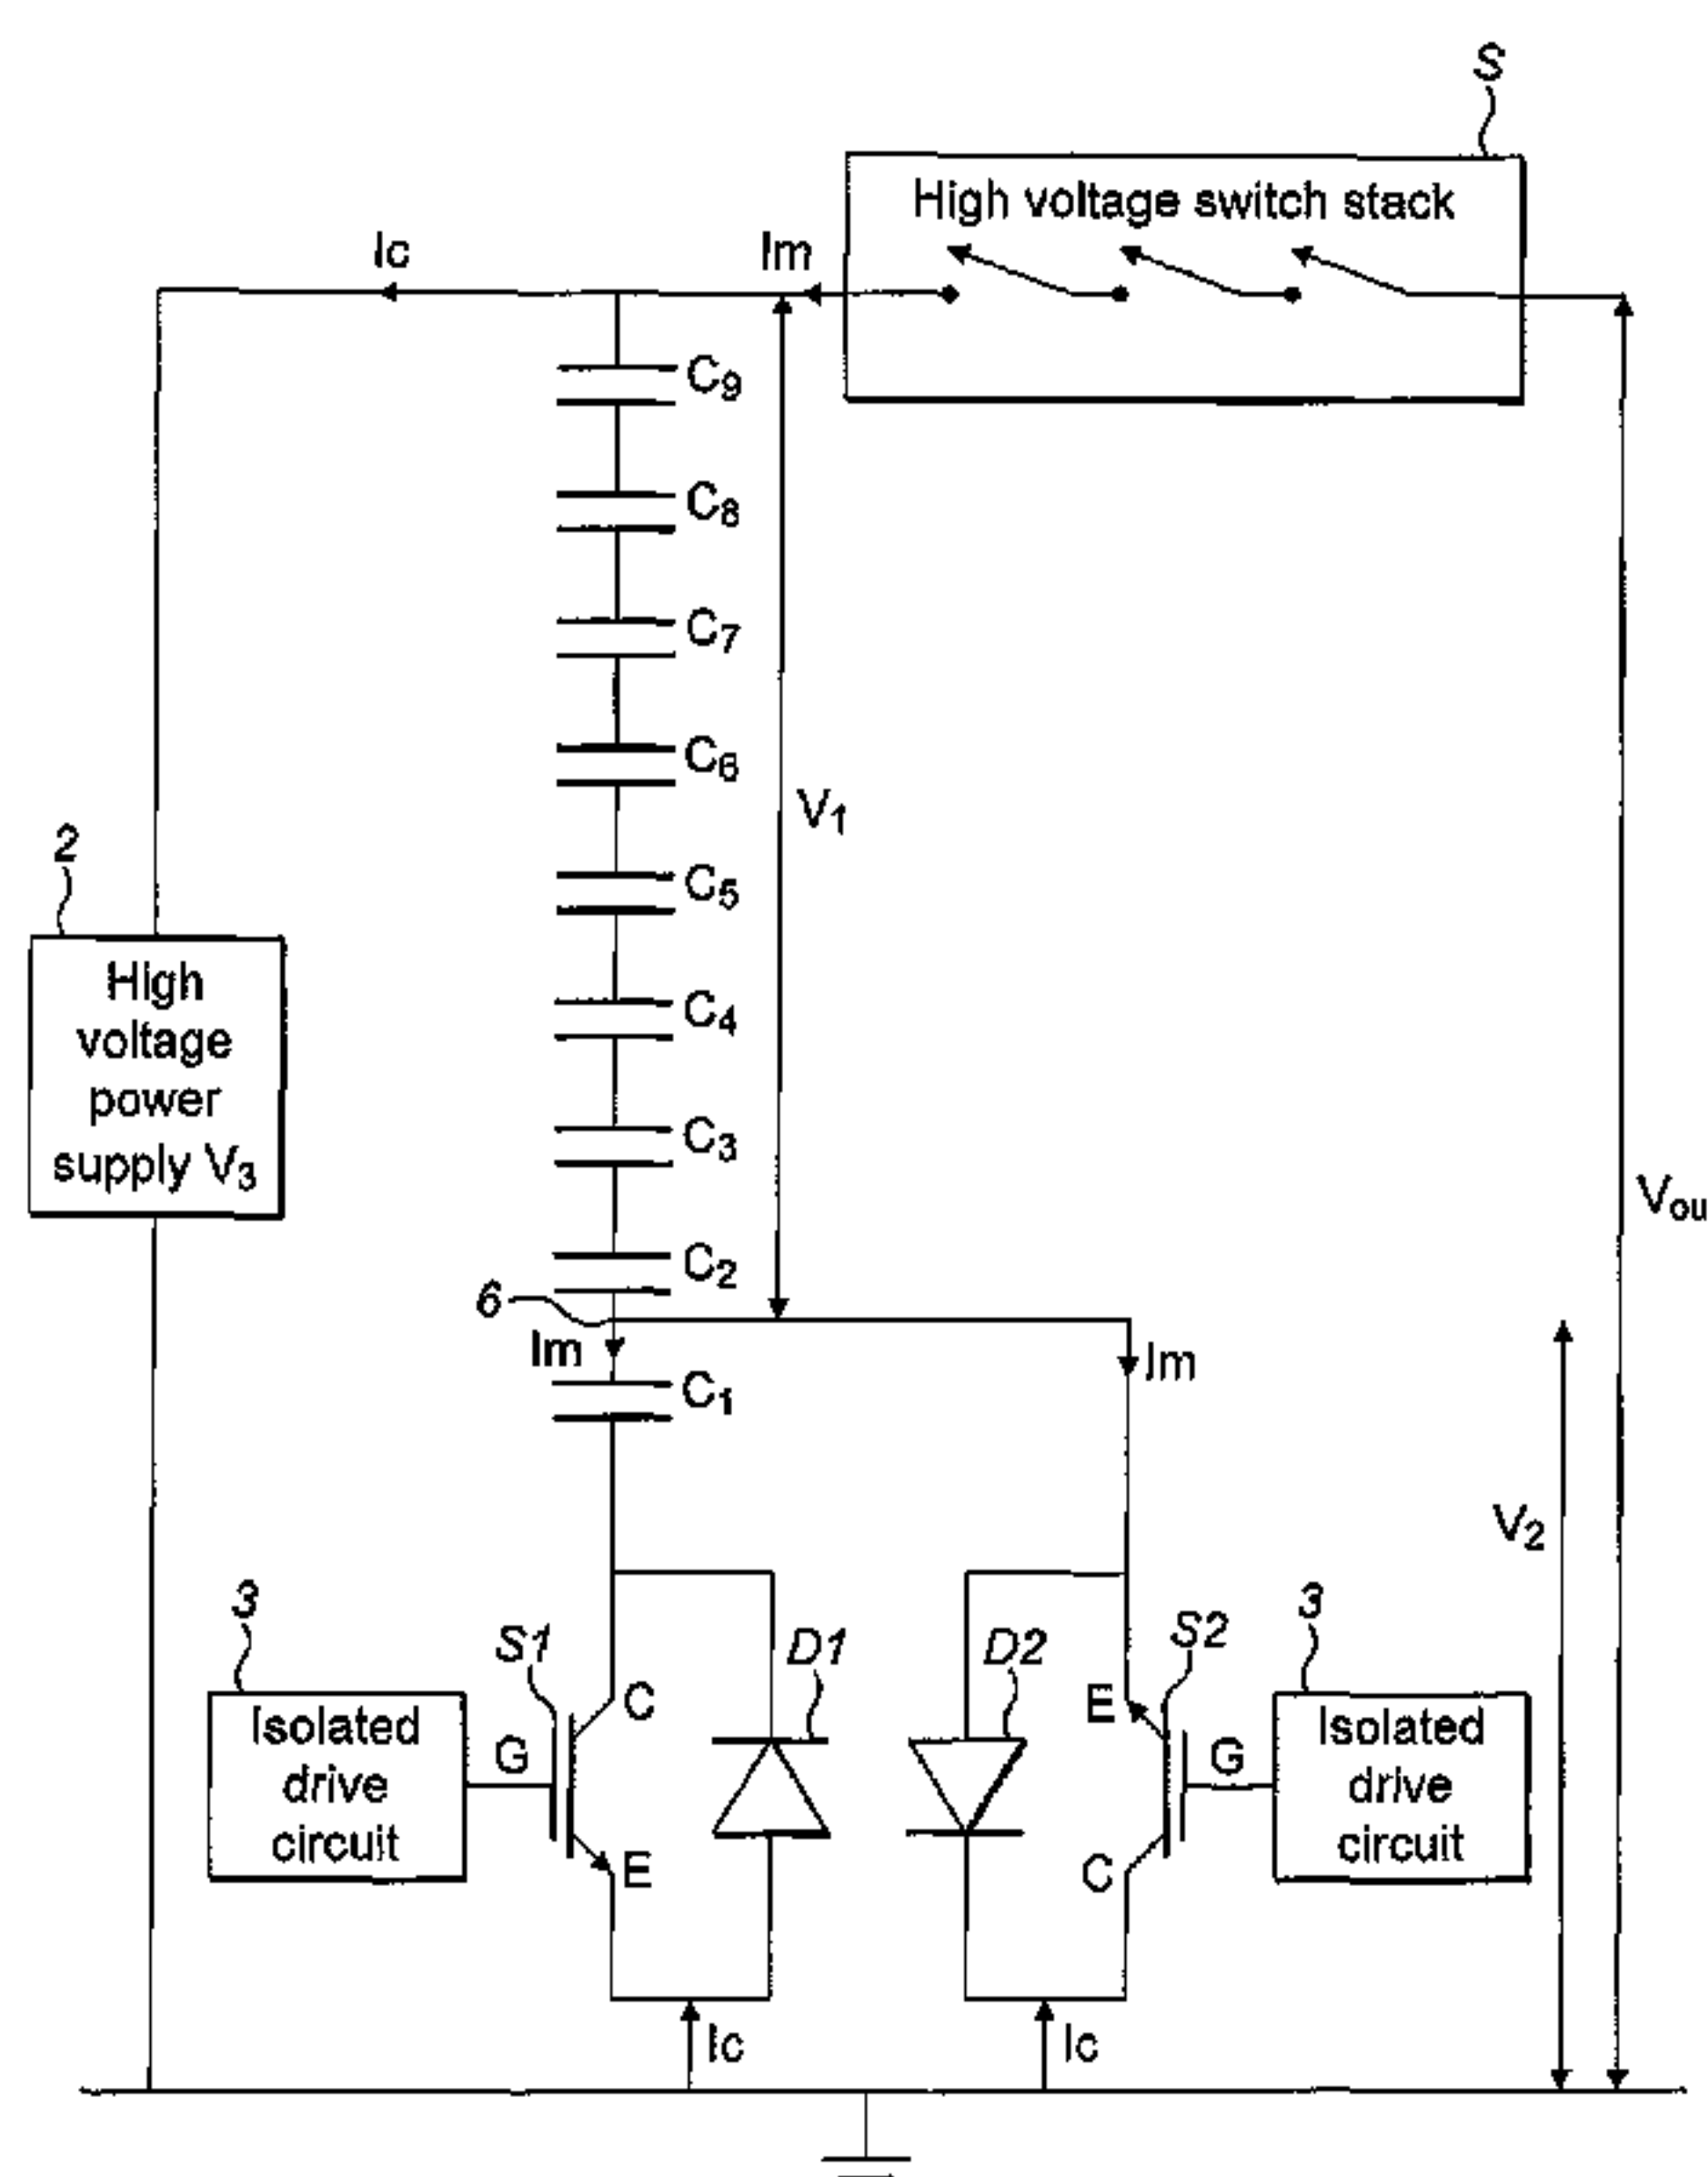 S
High voltage switch stack
Ic
Im
C9
C8
C7
C6
V1
2
C5
High
voltage
power
supply V3
C4
C3
Vou
C2
6
Im
Im
C1
V2
3
S1
D1
D2
S2
3
Isolated
drive
circuit
G
C
E
E
C
G
Isolated
drive
circuit
Ic
Ic